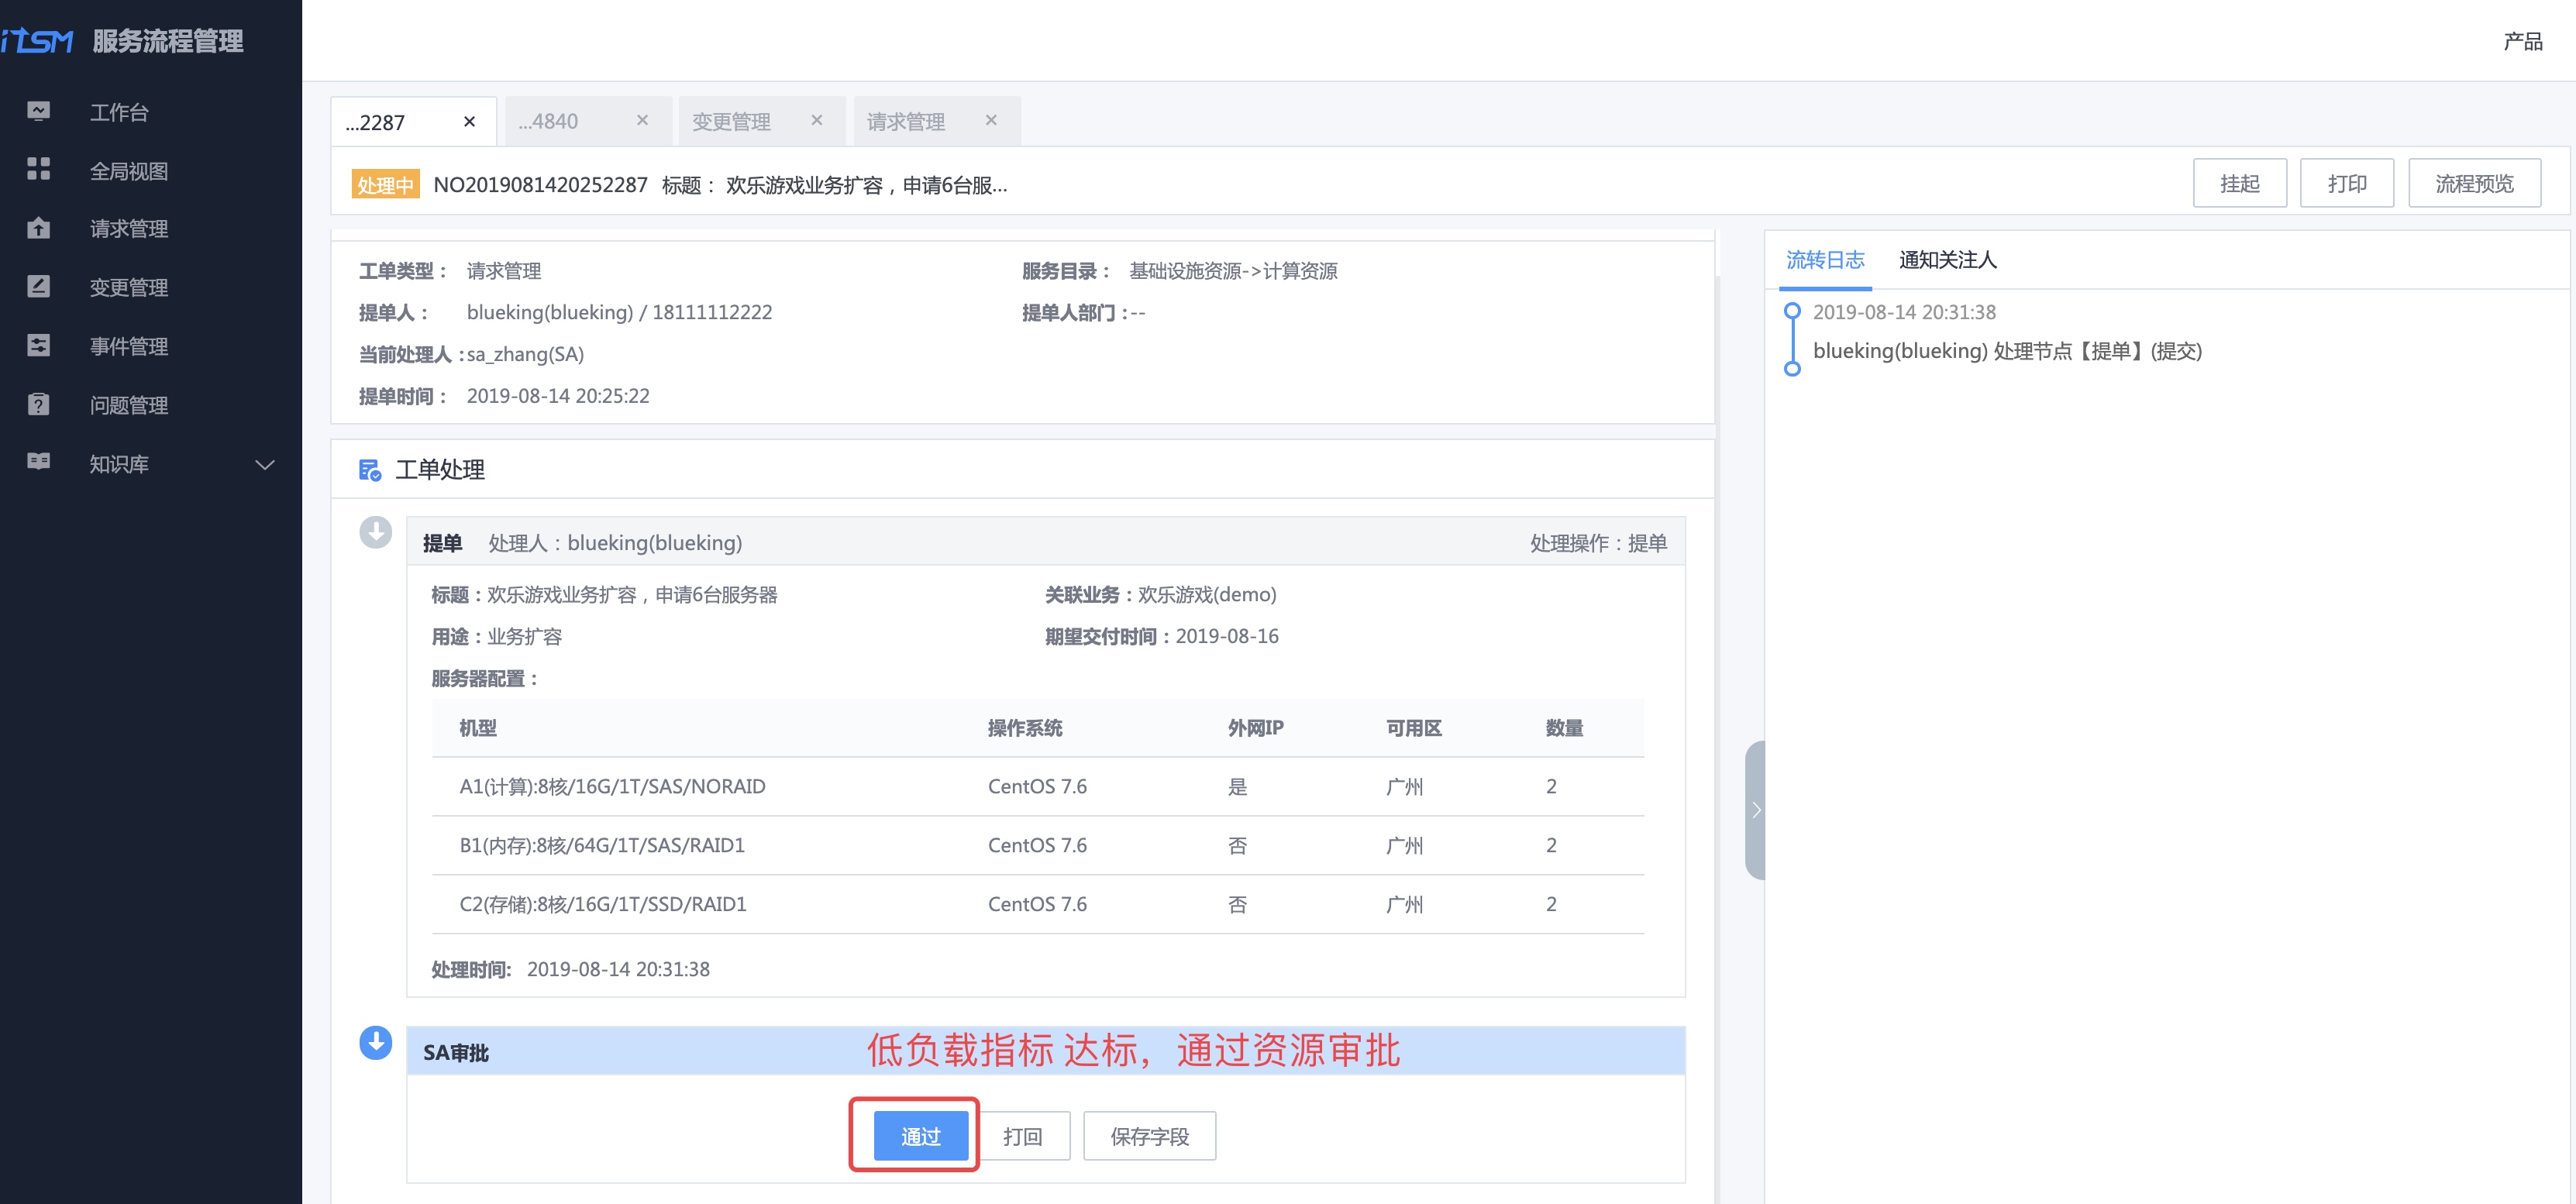 iTSM 服务流程管理
产品
工作台
全局视图
请求管理
变更管理
事件管理
问题管理
知识库
...2287 ×
...4840 ×
变更管理 ×
请求管理 ×
处理中 NO2019081420252287 标题： 欢乐游戏业务扩容，申请6台服...
挂起 打印 流程预览
工单类型： 请求管理 服务目录： 基础设施资源->计算资源
提单人： blueking(blueking) / 18111112222 提单人部门：--
当前处理人：sa_zhang(SA)
提单时间： 2019-08-14 20:25:22
工单处理
提单 处理人：blueking(blueking) 处理操作：提单
标题：欢乐游戏业务扩容，申请6台服务器 关联业务：欢乐游戏(demo)
用途：业务扩容 期望交付时间：2019-08-16
服务器配置：
机型 操作系统 外网IP 可用区 数量
A1(计算):8核/16G/1T/SAS/NORAID CentOS 7.6 是 广州 2
B1(内存):8核/64G/1T/SAS/RAID1 CentOS 7.6 否 广州 2
C2(存储):8核/16G/1T/SSD/RAID1 CentOS 7.6 否 广州 2
处理时间: 2019-08-14 20:31:38
SA审批 低负载指标 达标，通过资源审批
通过 打回 保存字段
流转日志 通知关注人
2019-08-14 20:31:38
blueking(blueking) 处理节点【提单】(提交)